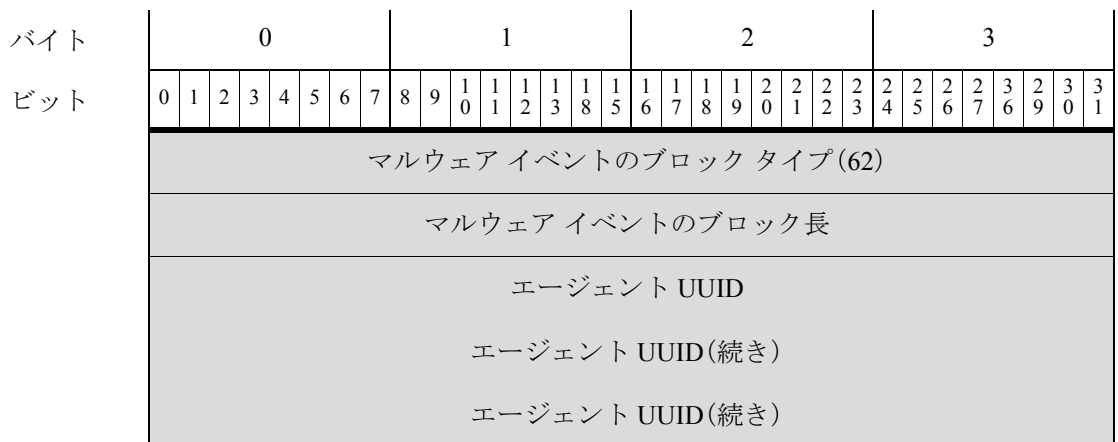 バイト 0 1 2 3
ビット 0 1 2 3 4 5 6 7 8 9 10 11 12 13 18 15 16 17 18 19 20 21 22 23 24 25 26 27 36 29 30 31
マルウェア イベントのブロック タイプ(62)
マルウェア イベントのブロック長
エージェント UUID
エージェント UUID(続き)
エージェント UUID(続き)